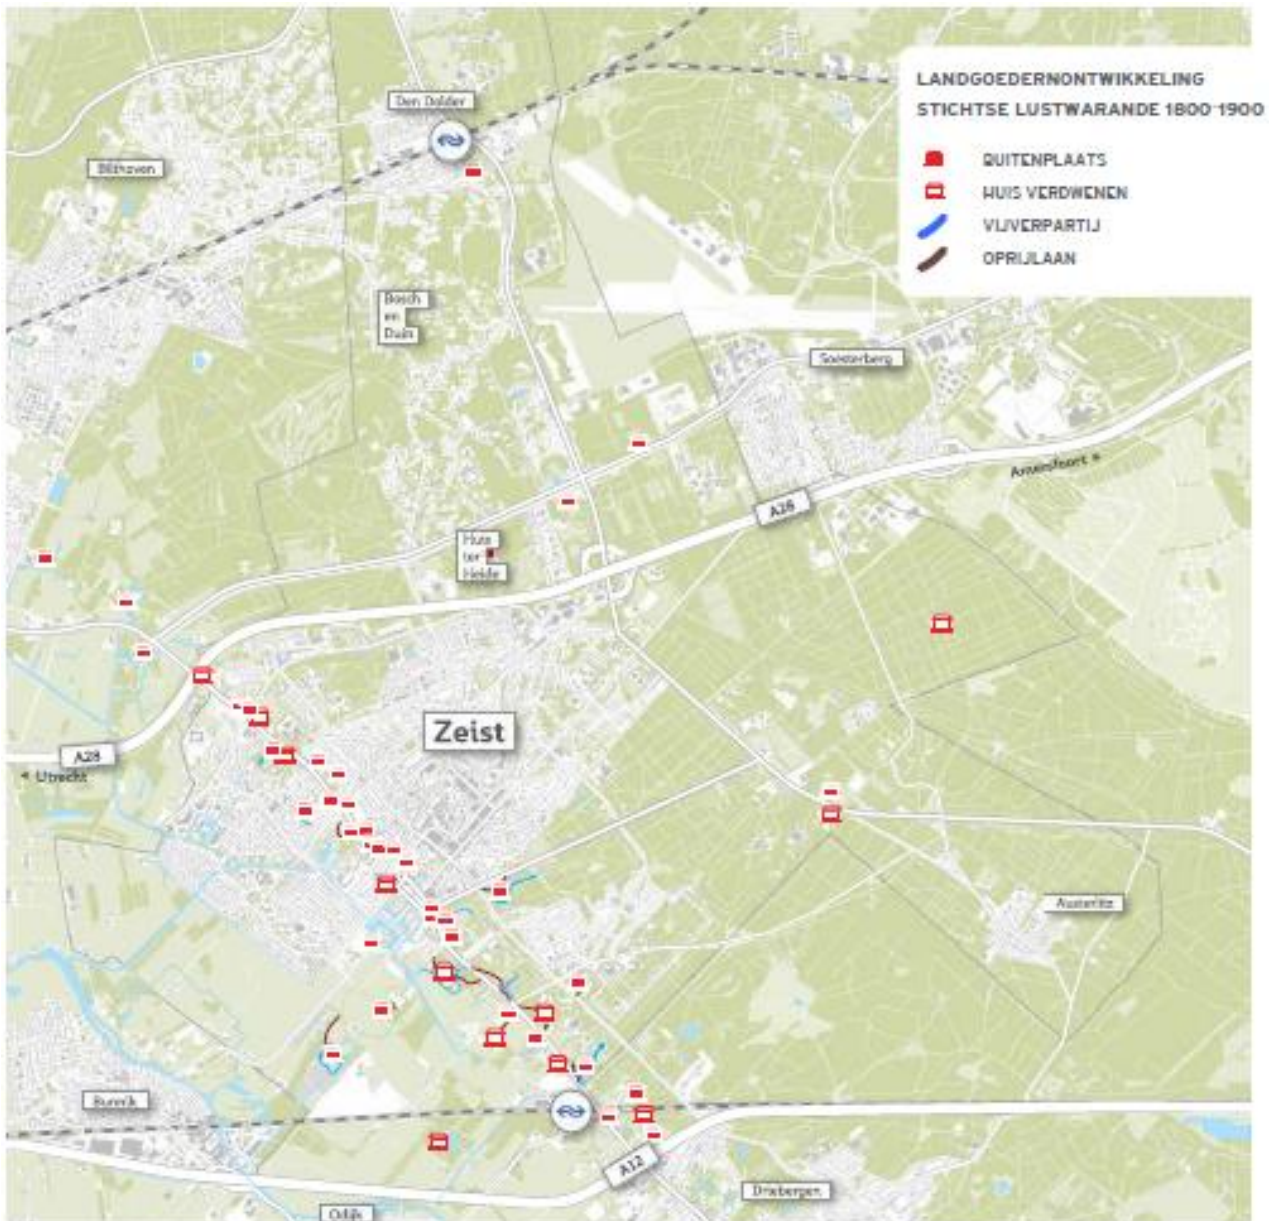 LANDGOEDERNONTWIKKELING
STICHTSE LUSTWARANDE 1800-1900
BUITENPLAATS
HUIS VERDWENEN
VIJVERPARTIJ
OPRIJLAAN
Den Dolder
Bilthoven
Bosch
en
Duin
Soesterberg
Amersfoort
A28
Huis
ter
Heide
Zeist
A28
Utrecht
Austerlitz
Bunnik
A12
Driebergen
Odijk